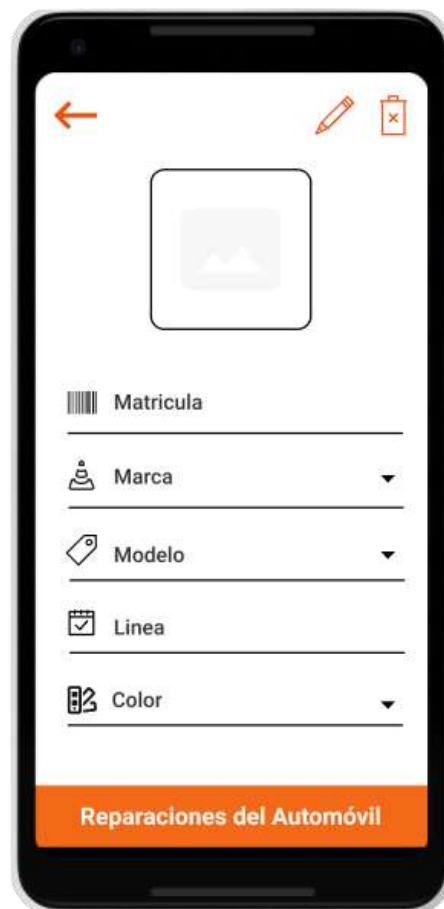 Matricula
Marca
Modelo
Linea
Color
Reparaciones del Automóvil